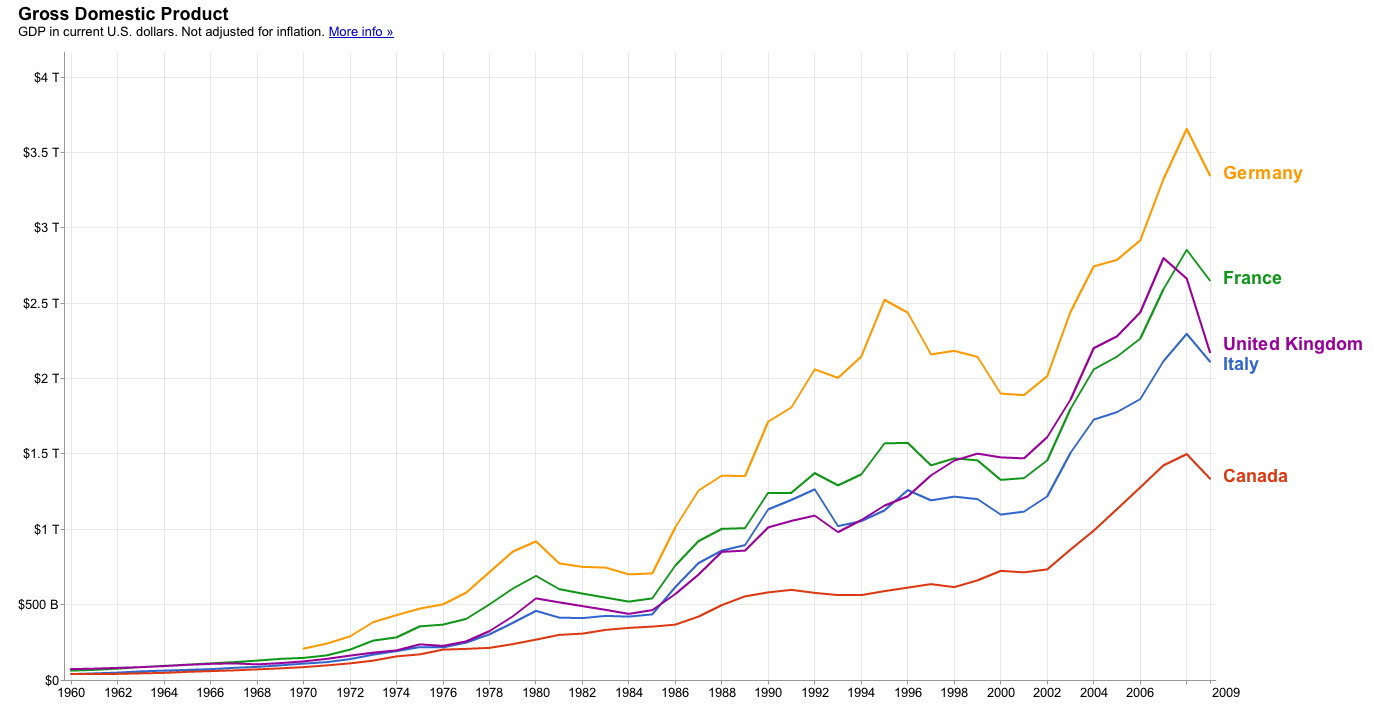 Gross Domestic Product
GDP in current U.S. dollars. Not adjusted for inflation. More info »
$4 T
$3.5 T
$3 T
$2.5 T
$2 T
$1.5 T
$1 T
$500 B
$0
Germany
France
United Kingdom
Italy
Canada
1960 1962 1964 1966 1968 1970 1972 1974 1976 1978 1980 1982 1984 1986 1988 1990 1992 1994 1996 1998 2000 2002 2004 2006 2009